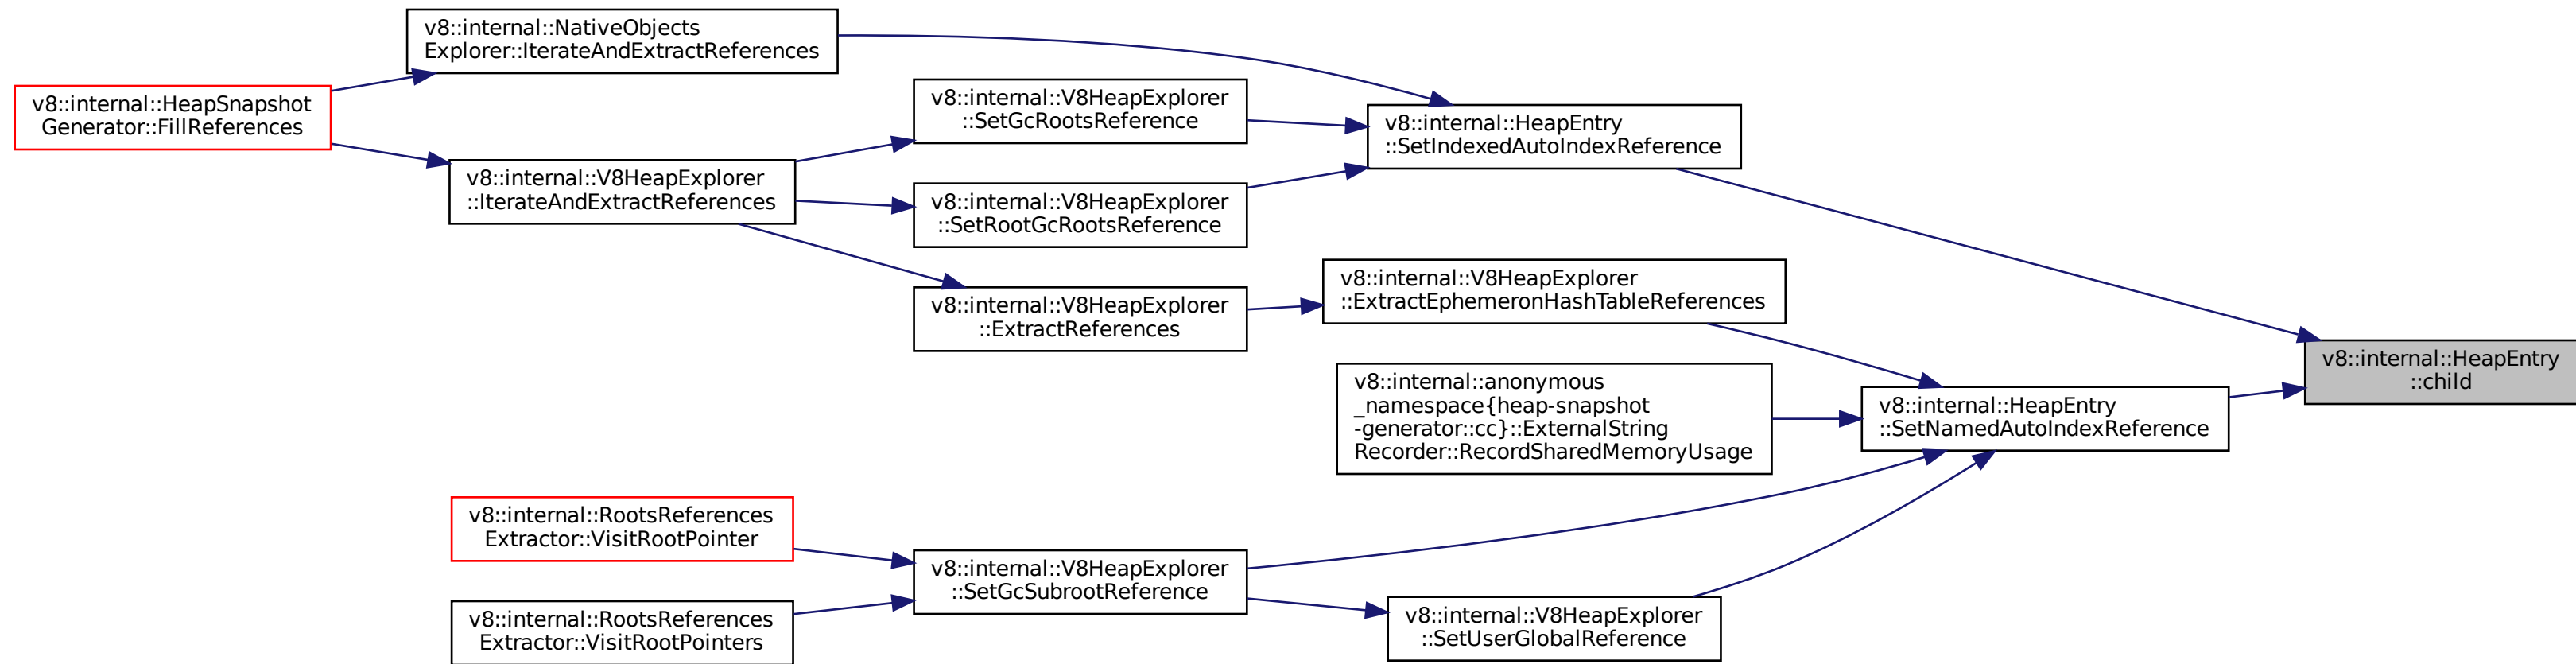 v8::internal::NativeObjects
Explorer::IterateAndExtractReferences
v8::internal::HeapSnapshot
Generator::FillReferences
v8::internal::V8HeapExplorer
::IterateAndExtractReferences
v8::internal::V8HeapExplorer
::SetGcRootsReference
v8::internal::V8HeapExplorer
::SetRootGcRootsReference
v8::internal::V8HeapExplorer
::ExtractReferences
v8::internal::HeapEntry
::SetIndexedAutoIndexReference
v8::internal::V8HeapExplorer
::ExtractEphemeronHashTableReferences
v8::internal::anonymous
_namespace{heap-snapshot
-generator::cc}::ExternalString
Recorder::RecordSharedMemoryUsage
v8::internal::HeapEntry
::SetNamedAutoIndexReference
v8::internal::HeapEntry
::child
v8::internal::RootsReferences
Extractor::VisitRootPointer
v8::internal::RootsReferences
Extractor::VisitRootPointers
v8::internal::V8HeapExplorer
::SetGcSubrootReference
v8::internal::V8HeapExplorer
::SetUserGlobalReference